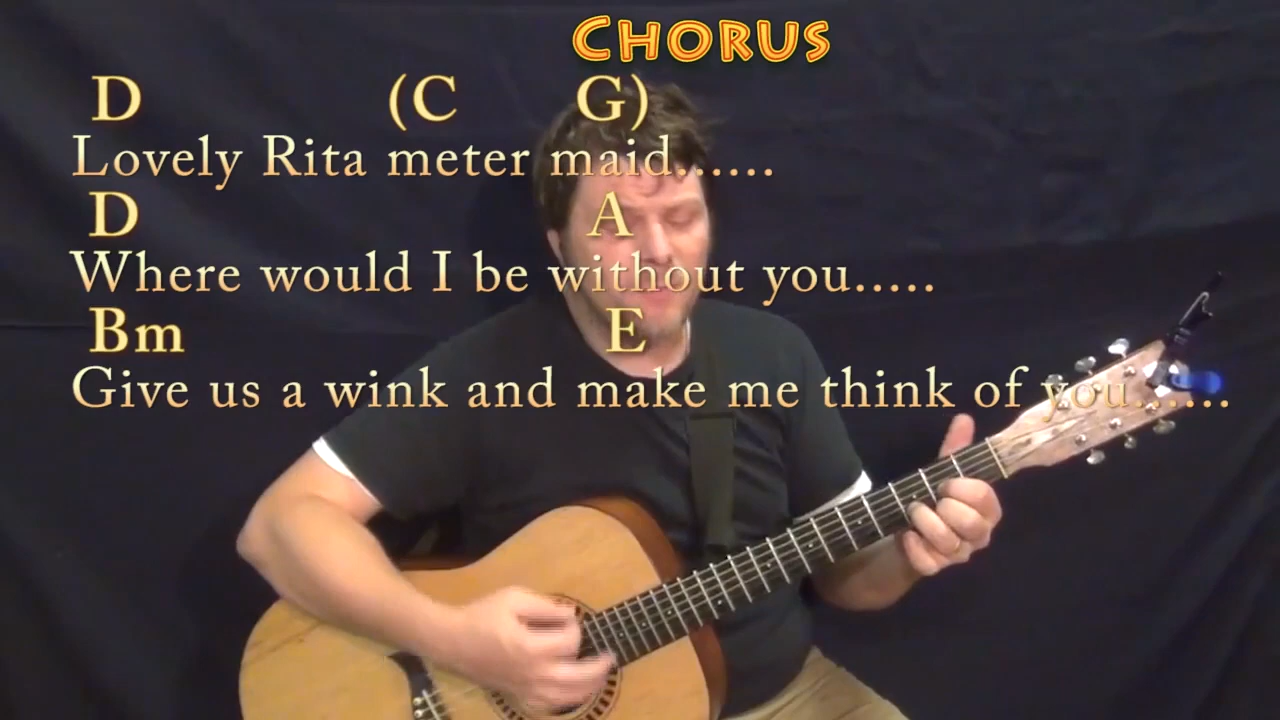 CHORUS
D (C G)
Lovely Rita meter maid......
D A
Where would I be without you.....
Bm E
Give us a wink and make me think of you......